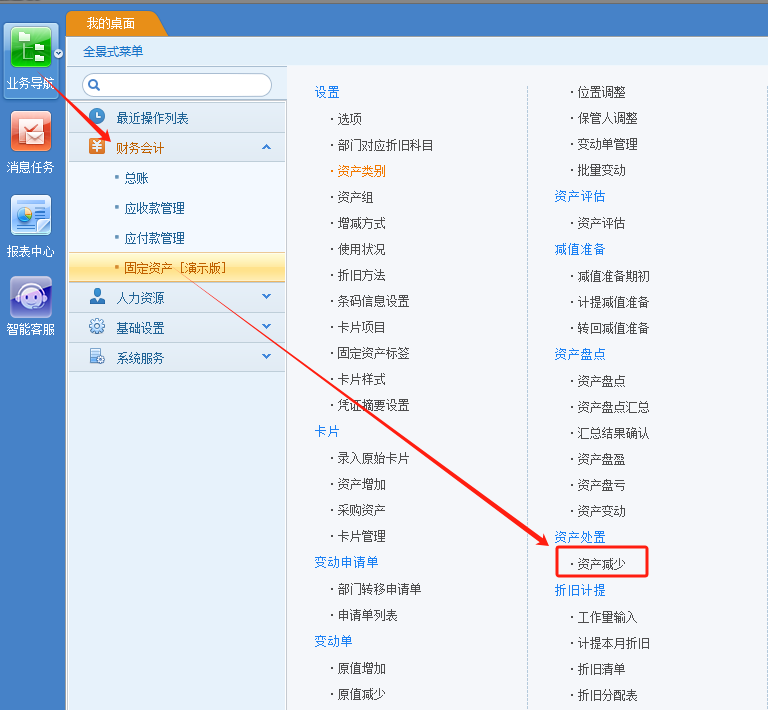 我的桌面
业务导航
消息任务
报表中心
智能客服
全景式菜单
最近操作列表
财务会计
总账
应收款管理
应付款管理
固定资产 [演示版]
人力资源
基础设置
系统服务
设置
·选项
·部门对应折旧科目
·资产类别
·资产组
·增减方式
·使用状况
·折旧方法
·条码信息设置
·卡片项目
·固定资产标签
·卡片样式
·凭证摘要设置
卡片
·录入原始卡片
·资产增加
·采购资产
·卡片管理
变动申请单
·部门转移申请单
·申请单列表
变动单
·原值增加
·原值减少
·位置调整
·保管人调整
·变动单管理
·批量变动
资产评估
·资产评估
减值准备
·减值准备期初
·计提减值准备
·转回减值准备
资产盘点
·资产盘点
·资产盘点汇总
·汇总结果确认
·资产盘盈
·资产盘亏
·资产变动
资产处置
·资产减少
折旧计提
·工作量输入
·计提本月折旧
·折旧清单
·折旧分配表